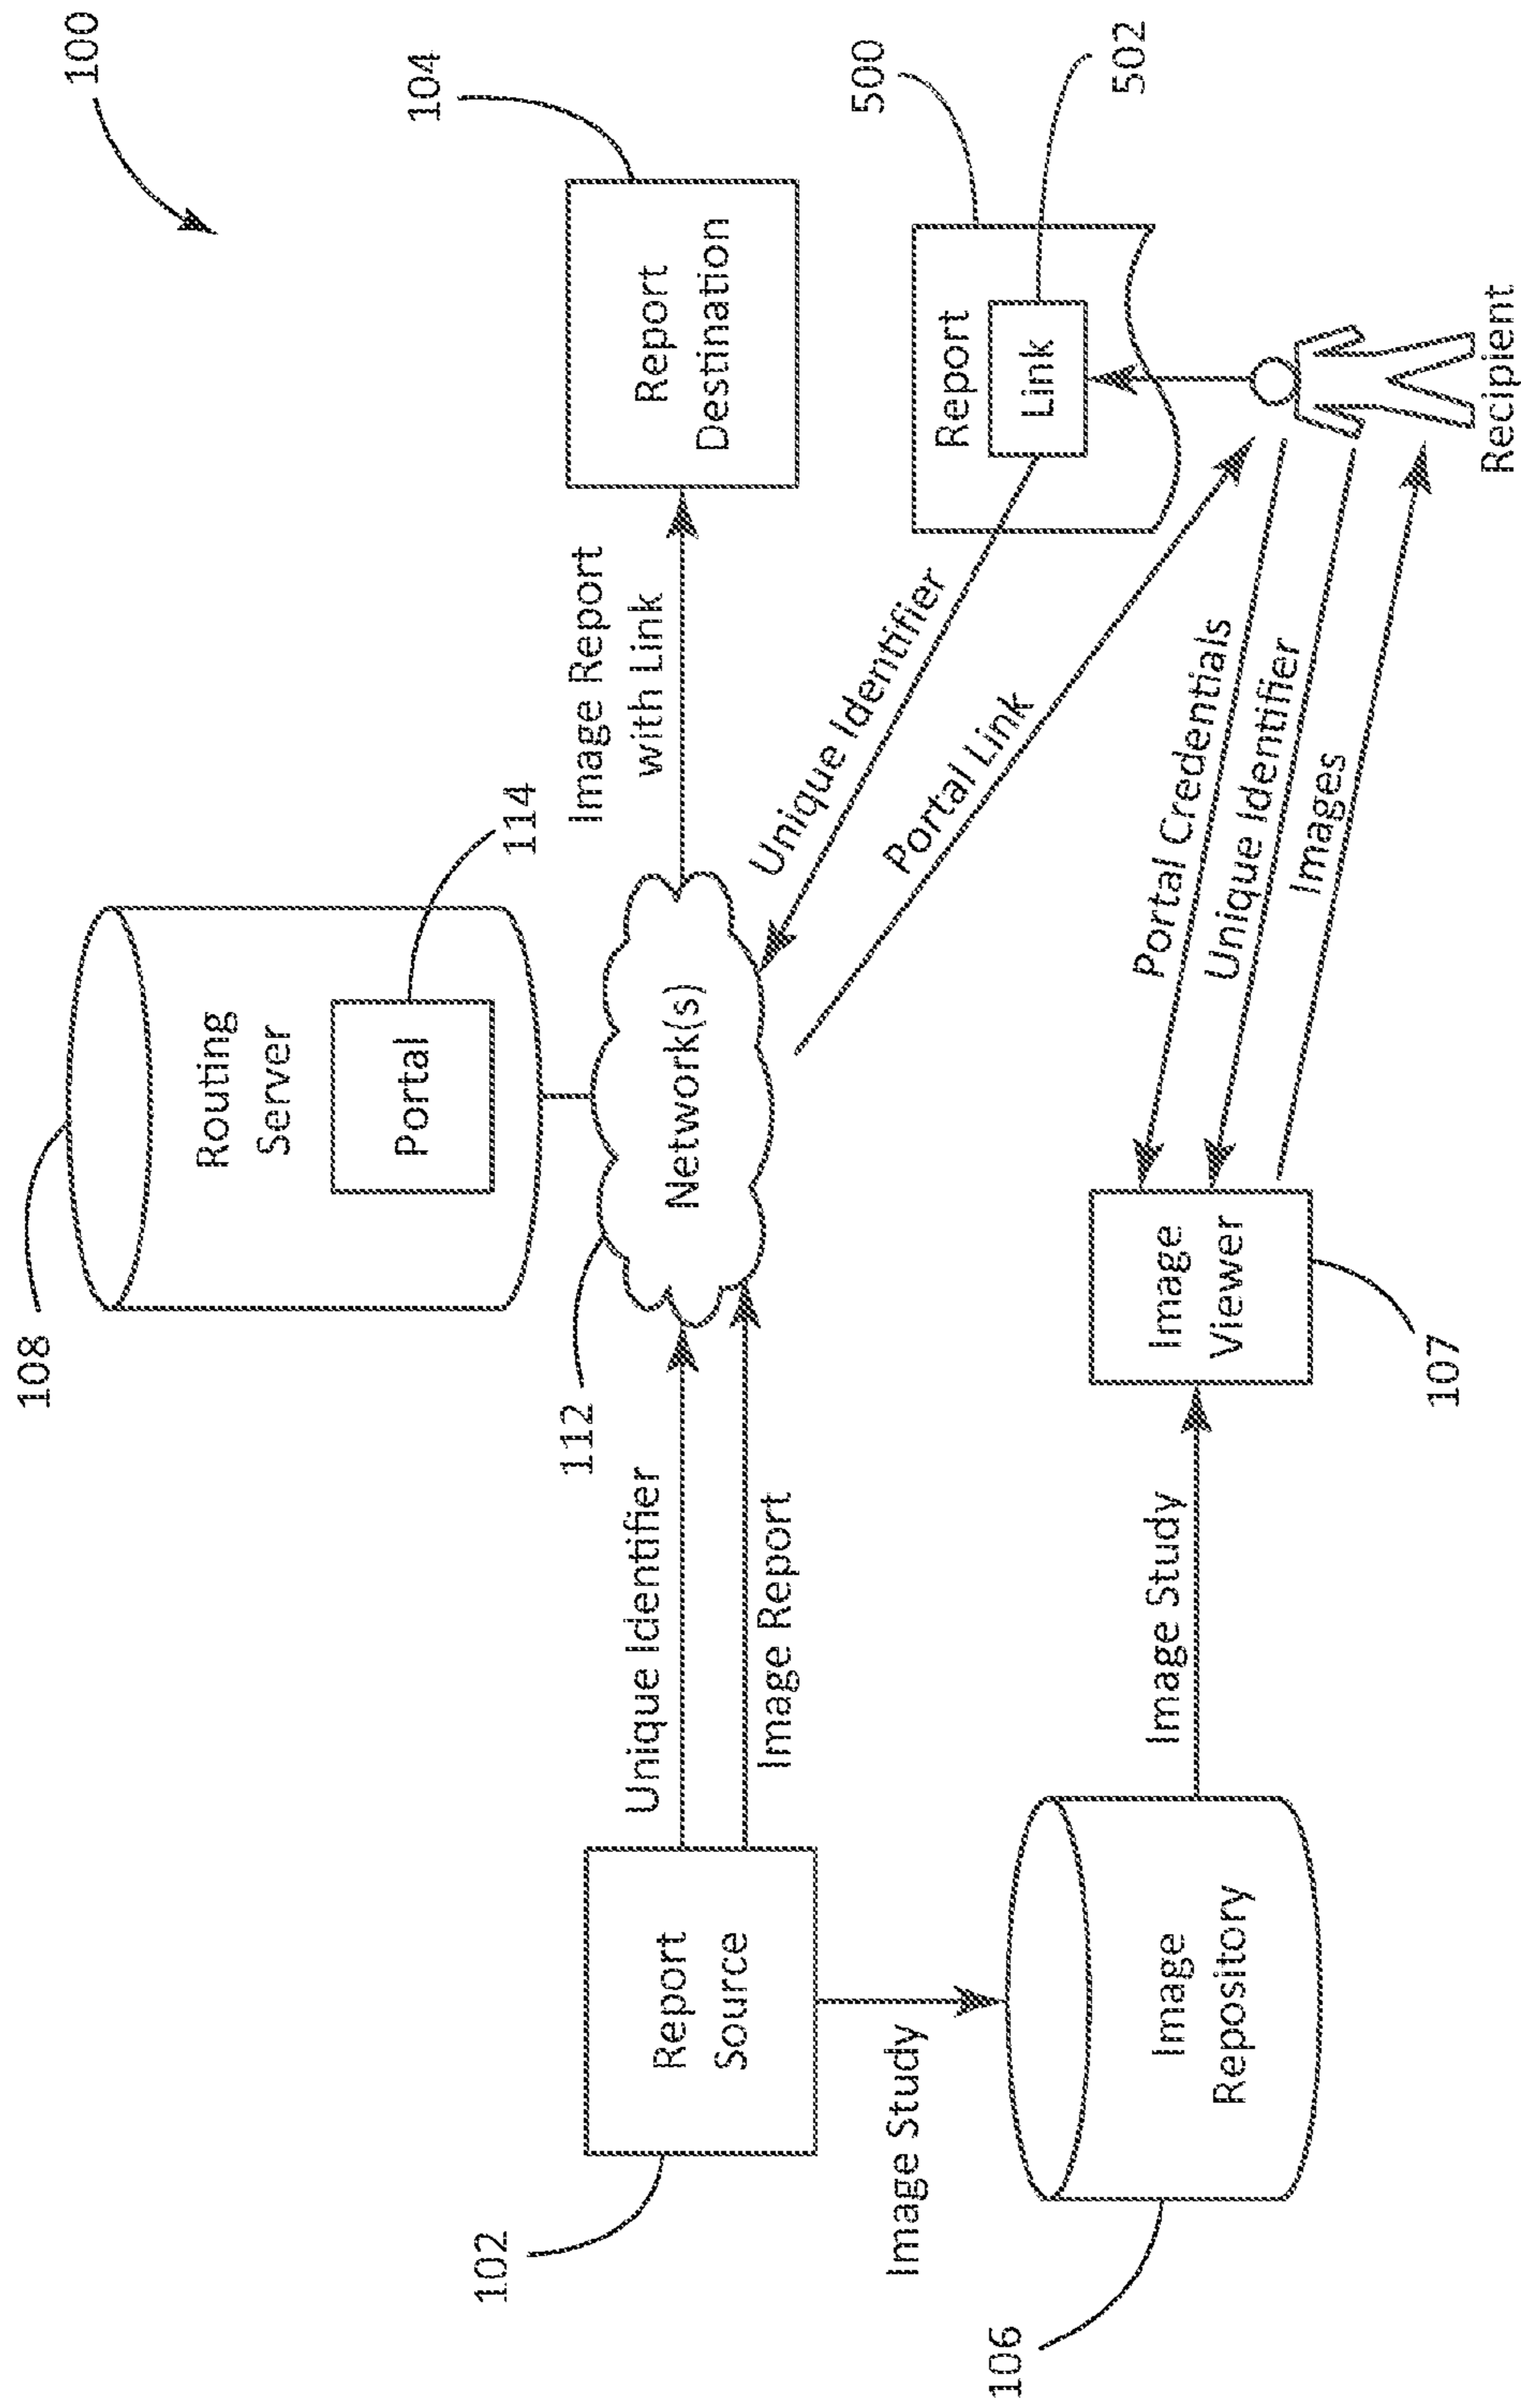 100
108
Routing
Server
Portal
114
104
Report
Destination
Image Report
with Link
112
Network(s)
Unique Identifier
Image Report
102
Report
Source
500
Report
Link
502
Unique Identifier
Portal Link
Image Study
106
Image
Repository
Image Study
Image
Viewer
107
Portal Credentials
Unique Identifier
Images
Recipient